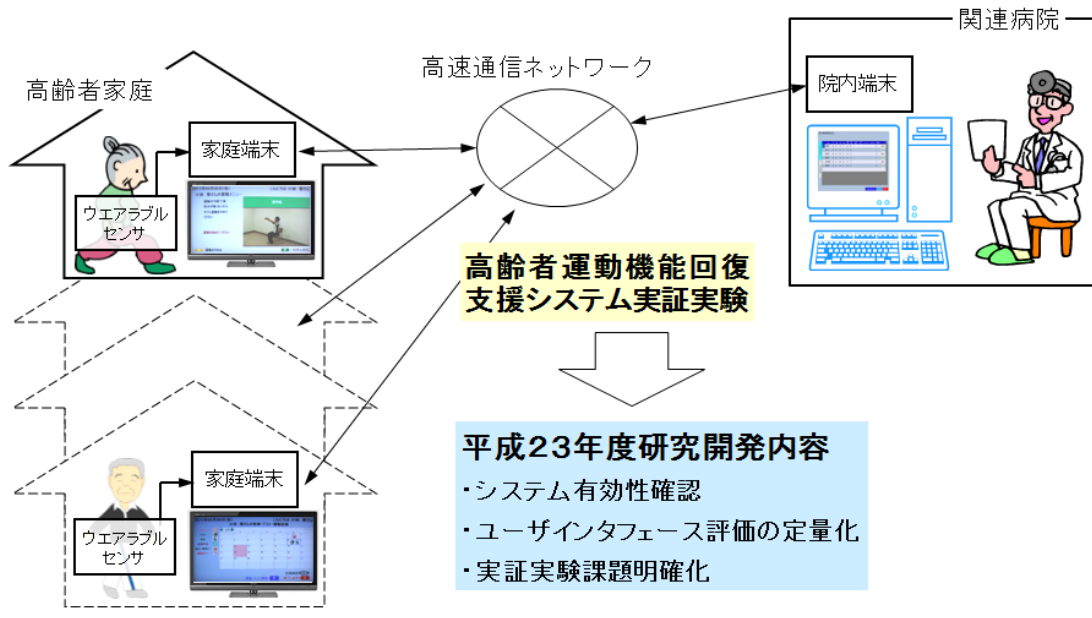 関連病院
高速通信ネットワーク
院内端末
高齢者家庭
家庭端末
ウエアラブル
センサ
高齢者運動機能回復
支援システム実証実験
平成23年度研究開発内容
・システム有効性確認
・ユーザインタフェース評価の定量化
・実証実験課題明確化
家庭端末
ウエアラブル
センサ